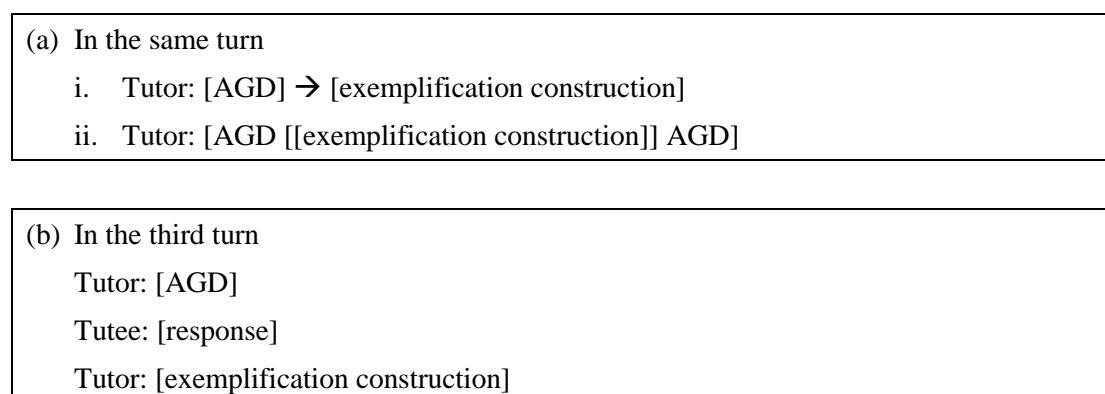 (a) In the same turn
i. Tutor: [AGD] → [exemplification construction]
ii. Tutor: [AGD [[exemplification construction]] AGD]
(b) In the third turn
Tutor: [AGD]
Tutee: [response]
Tutor: [exemplification construction]